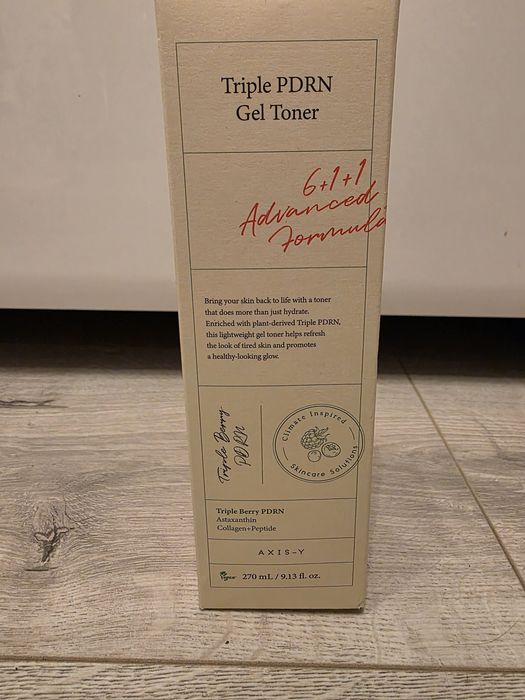 Triple PDRN
Gel Toner
6+1+1
Advanced
Formula
Bring your skin back to life with a toner
that does more than just hydrate.
Enriched with plant-derived Triple PDRN,
this lightweight gel toner helps refresh
the look of tired skin and promotes
a healthy-looking glow.
Triple Berry
PDRN
Climate Inspired
Skincare Solutions
Triple Berry PDRN
Astaxanthin
Collagen+Peptide
AXIS-Y
Vegan 270 mL / 9.13 fl. oz.